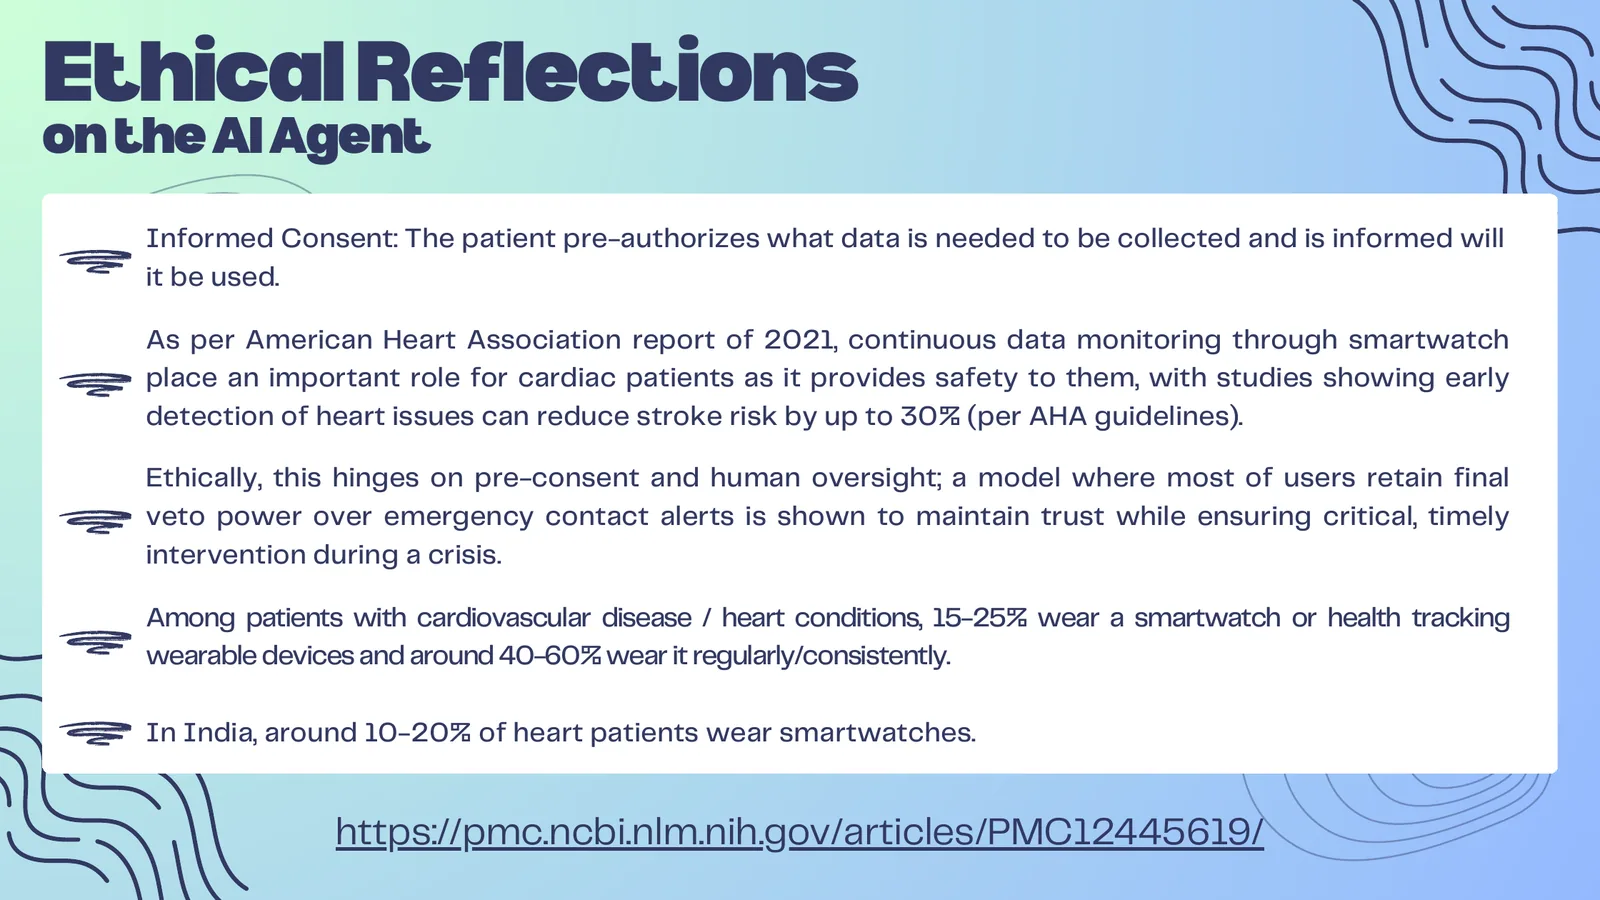 Ethical Reflections
on the AI Agent
Informed Consent: The patient pre-authorizes what data is needed to be collected and is informed will
it be used.
As per American Heart Association report of 2021, continuous data monitoring through smartwatch
place an important role for cardiac patients as it provides safety to them, with studies showing early
detection of heart issues can reduce stroke risk by up to 30% (per AHA guidelines).
Ethically, this hinges on pre-consent and human oversight; a model where most of users retain final
veto power over emergency contact alerts is shown to maintain trust while ensuring critical, timely
intervention during a crisis.
Among patients with cardiovascular disease / heart conditions, 15-25% wear a smartwatch or health tracking
wearable devices and around 40-60% wear it regularly/consistently.
In India, around 10-20% of heart patients wear smartwatches.
https://pmc.ncbi.nlm.nih.gov/articles/PMC12445619/